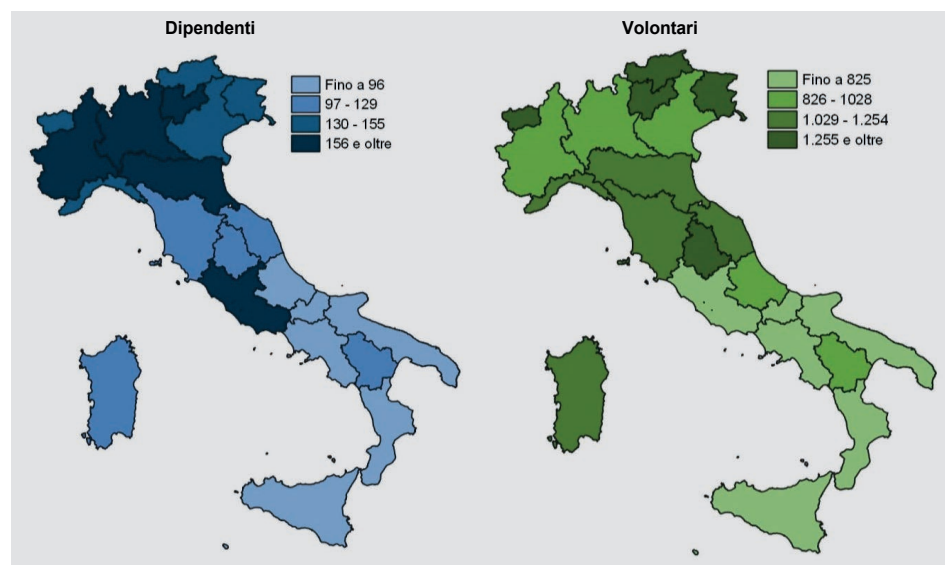 Dipendenti
Fino a 96
97 - 129
130 - 155
156 e oltre
Volontari
Fino a 825
826 - 1028
1.029 - 1.254
1.255 e oltre